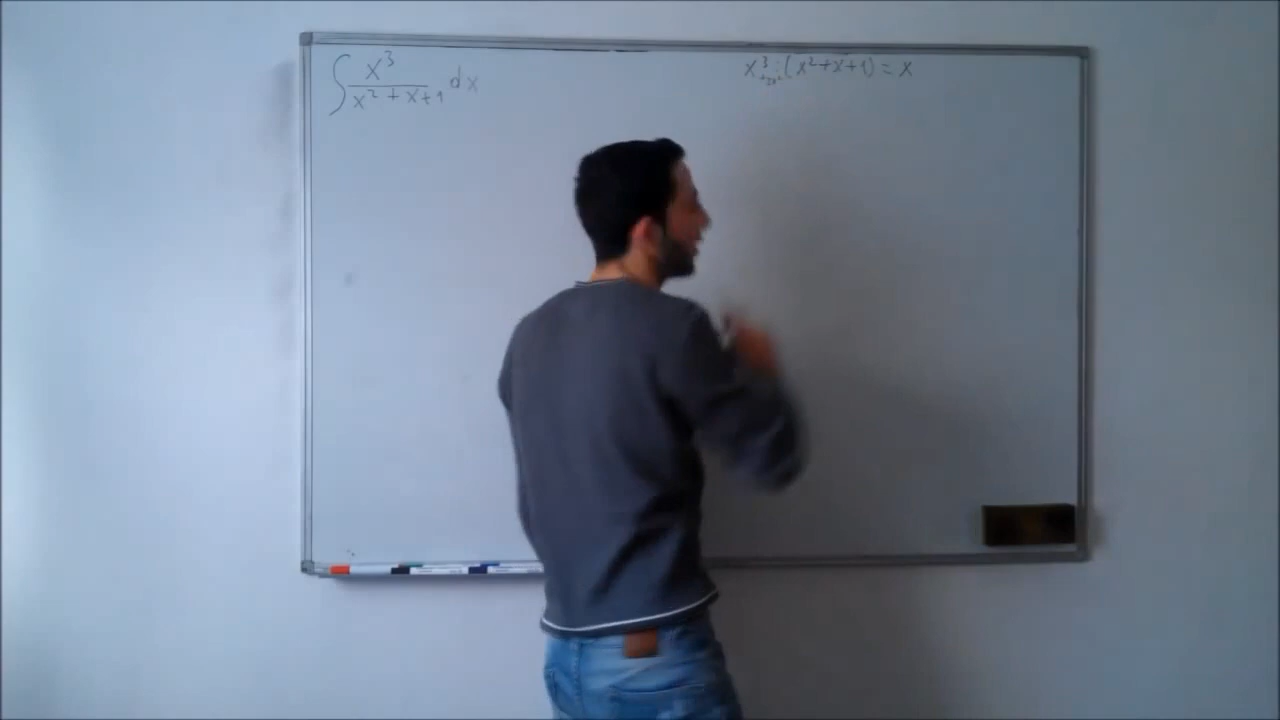 ∫ x³/(x² + x + 1) dx
x³ : (x² + x + 1) = x